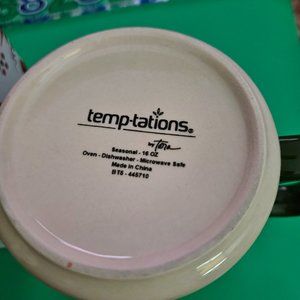 temp-tations®
by Tara
Seasonal - 16 OZ
Oven - Dishwasher - Microwave Safe
Made in China
BT5 - 445710